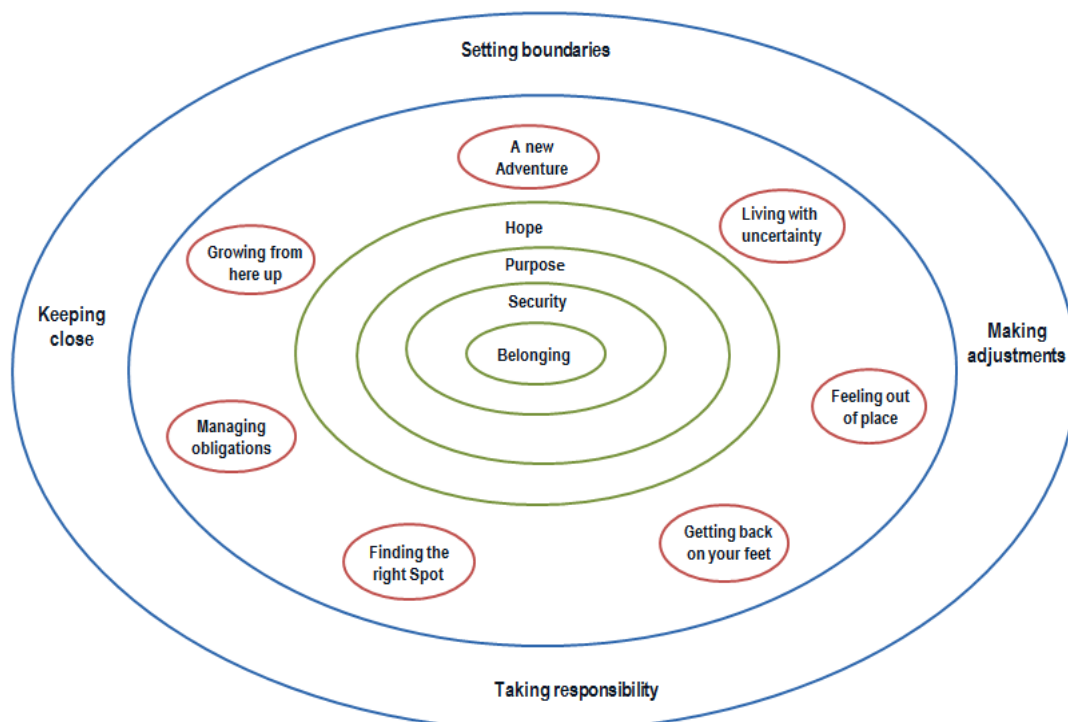 Setting boundaries
A new
Adventure
Living with
uncertainty
Hope
Growing from
here up
Purpose
Security
Keeping
close
Making
adjustments
Belonging
Feeling out
of place
Managing
obligations
Getting back
on your feet
Finding the
right Spot
Taking responsibility